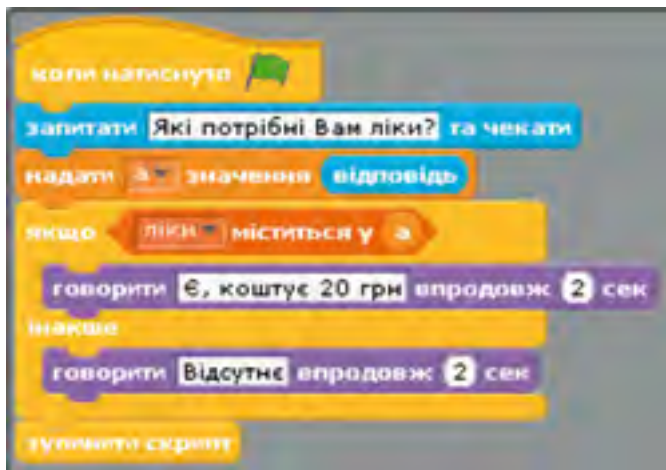 коли натиснуто
запитати Які потрібні Вам ліки? та чекати
надати a значення відповідь
якщо ліки міститься у a
говорити Є, коштує 20 грн впродовж 2 сек
інакше
говорити Відсутнє впродовж 2 сек
зупинити скрипт